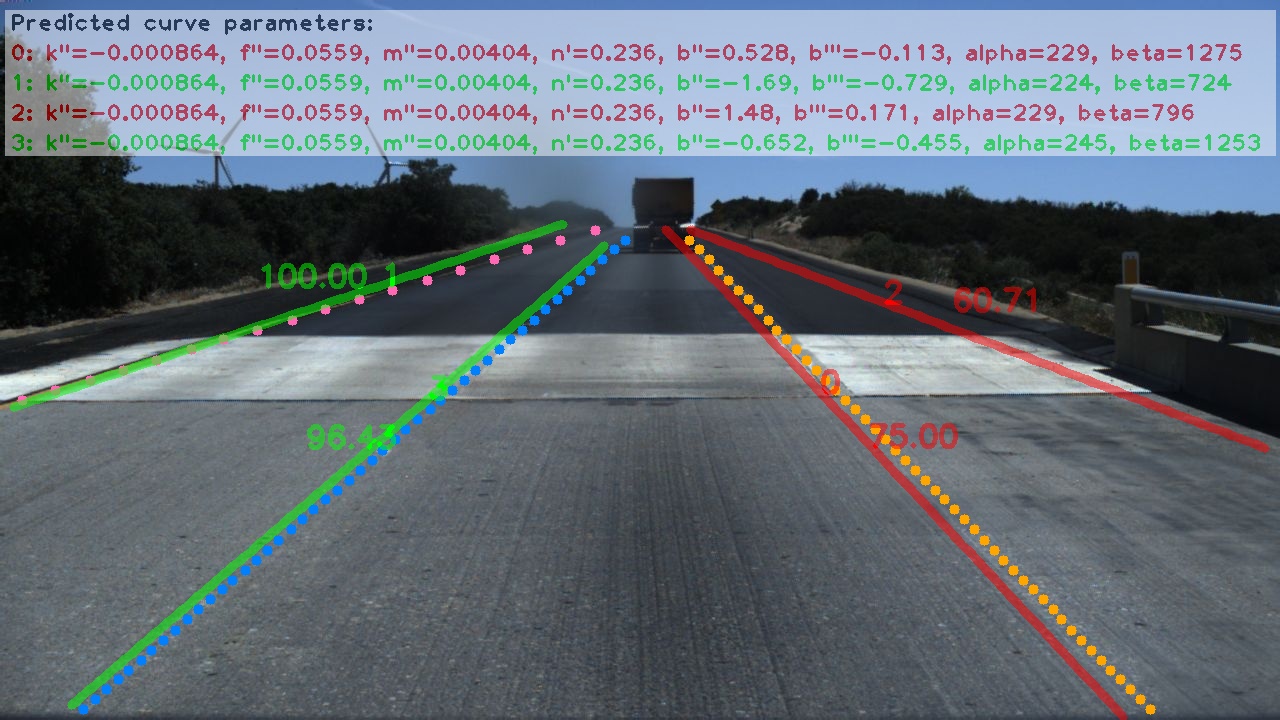 Predicted curve parameters:
0: k''=-0.000864, f''=0.0559, m''=0.00404, n'=0.236, b''=0.528, b'''=-0.113, alpha=229, beta=1275
1: k''=-0.000864, f''=0.0559, m''=0.00404, n'=0.236, b''=-1.69, b'''=-0.729, alpha=224, beta=724
2: k''=-0.000864, f''=0.0559, m''=0.00404, n'=0.236, b''=1.48, b'''=0.171, alpha=229, beta=796
3: k''=-0.000864, f''=0.0559, m''=0.00404, n'=0.236, b''=-0.652, b'''=-0.455, alpha=245, beta=1253
100.00 1
2 60.71
0
96.43
75.00